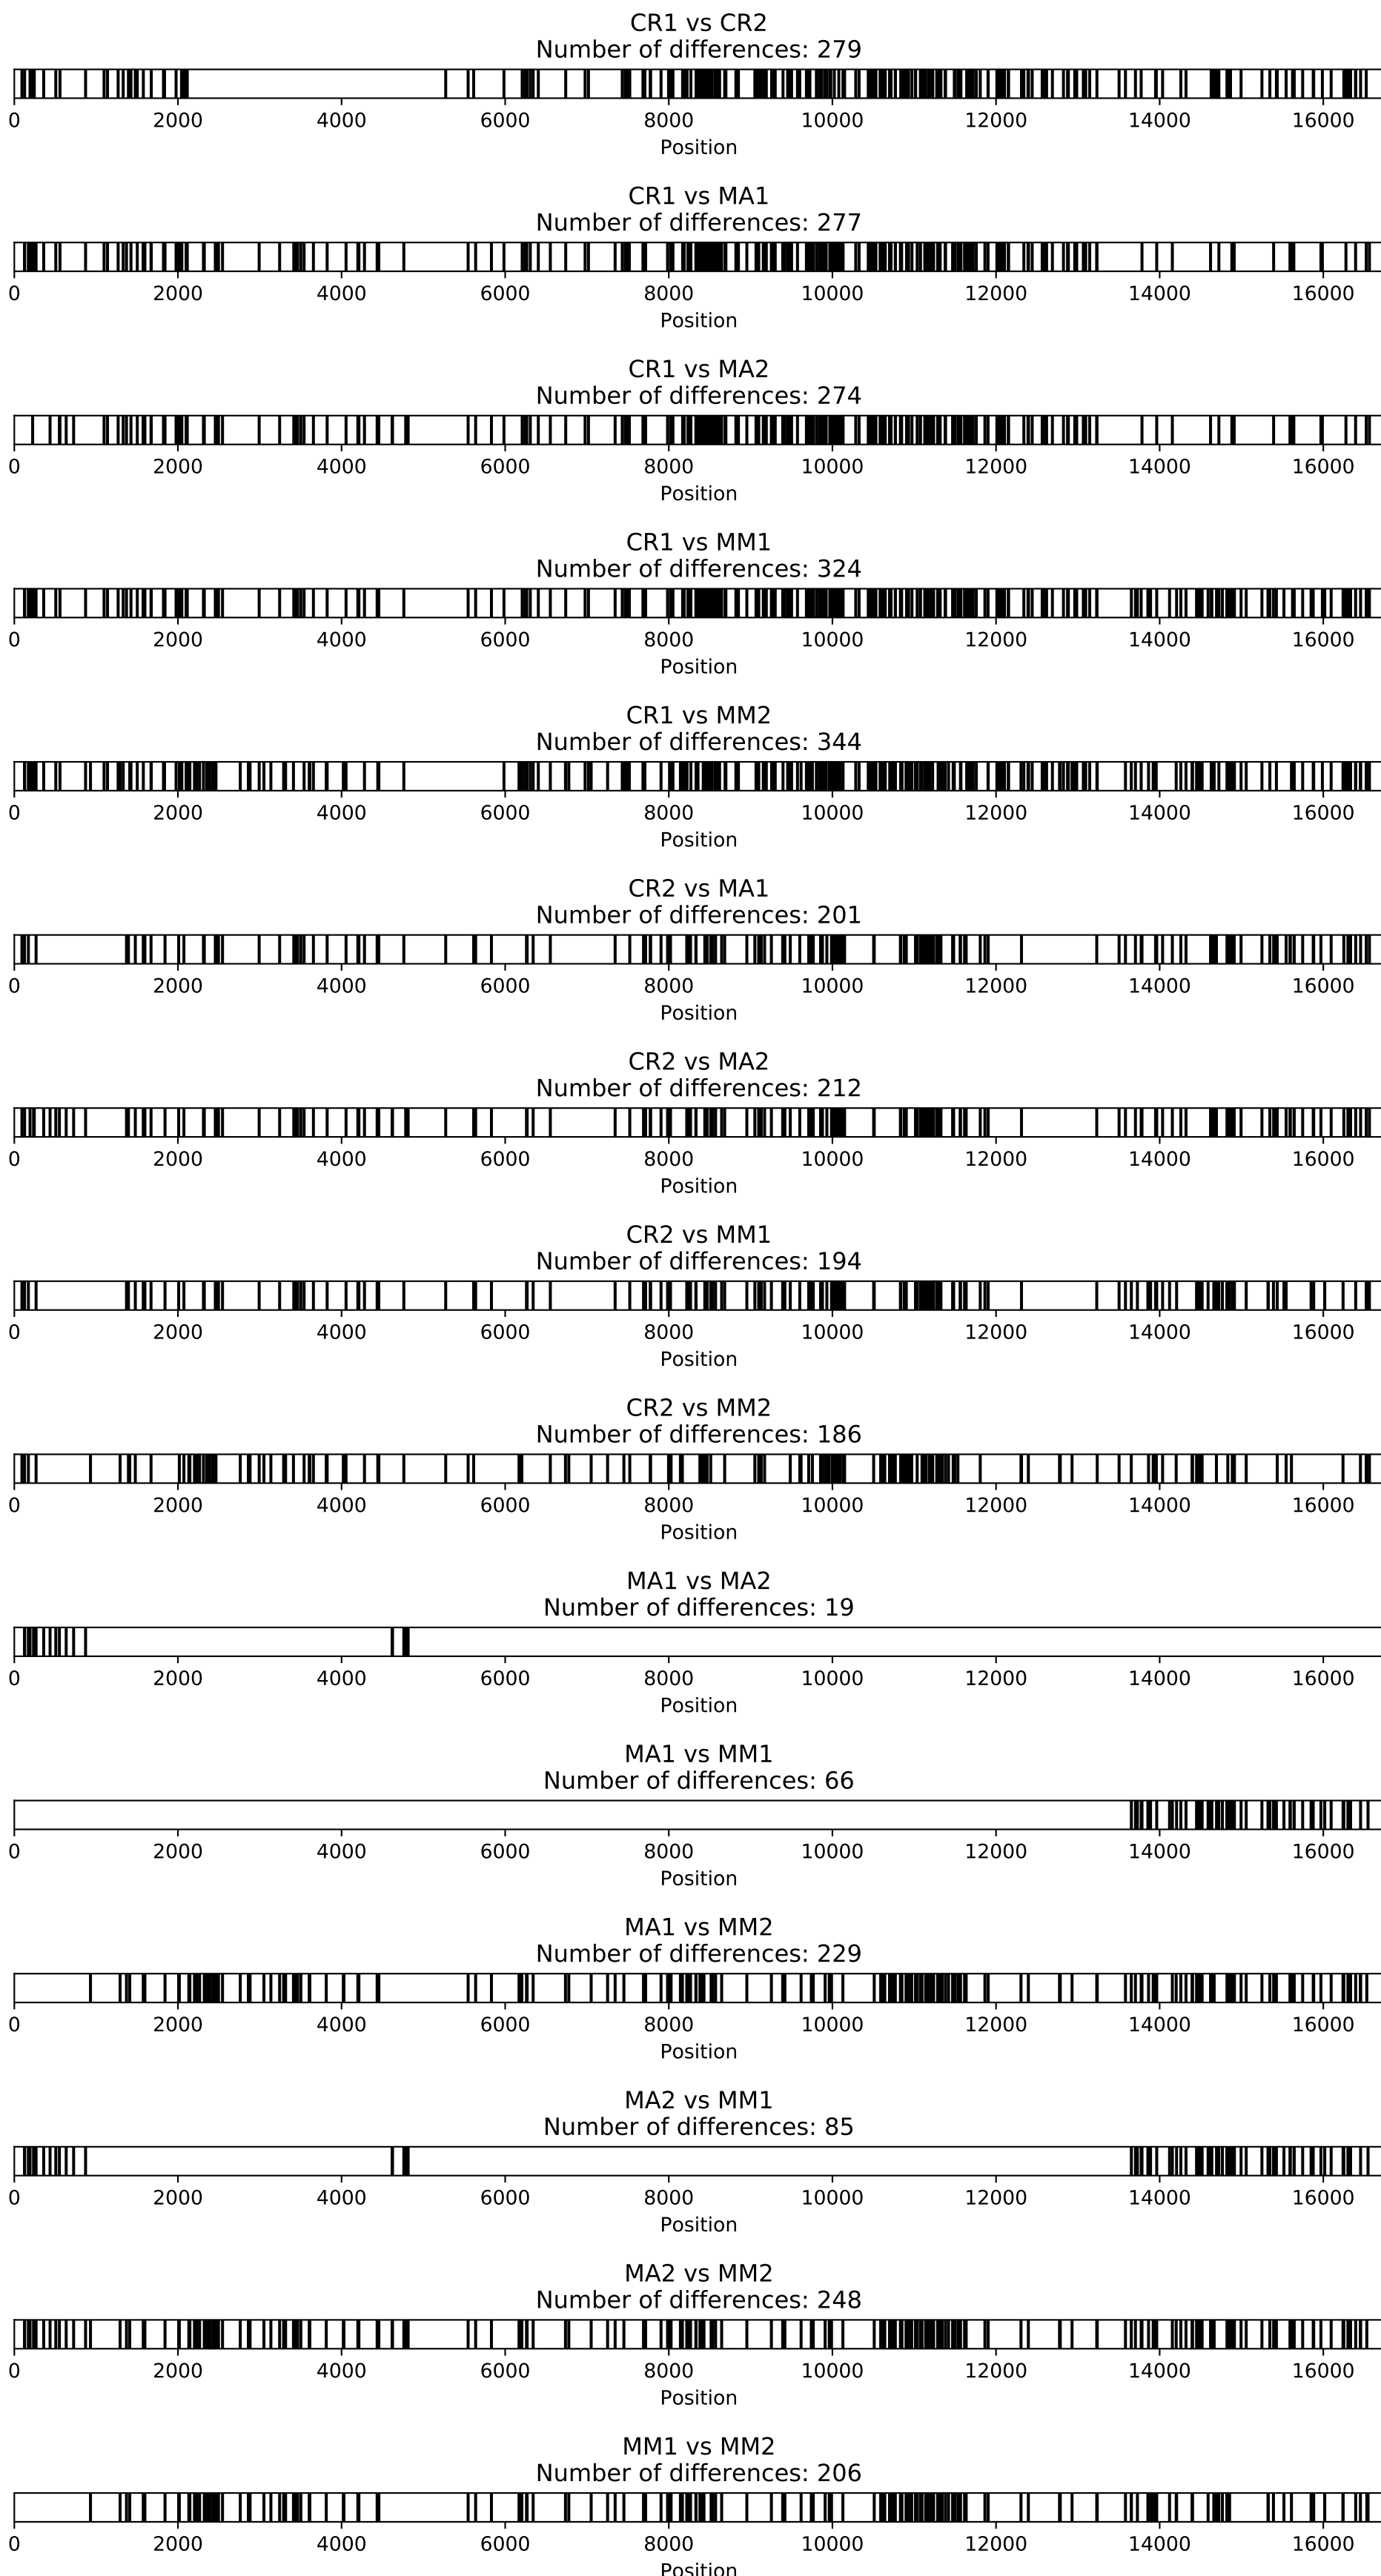 CR1 vs CR2
Number of differences: 279
0 2000 4000 6000 8000 10000 12000 14000 16000
Position
CR1 vs MA1
Number of differences: 277
0 2000 4000 6000 8000 10000 12000 14000 16000
Position
CR1 vs MA2
Number of differences: 274
0 2000 4000 6000 8000 10000 12000 14000 16000
Position
CR1 vs MM1
Number of differences: 324
0 2000 4000 6000 8000 10000 12000 14000 16000
Position
CR1 vs MM2
Number of differences: 344
0 2000 4000 6000 8000 10000 12000 14000 16000
Position
CR2 vs MA1
Number of differences: 201
0 2000 4000 6000 8000 10000 12000 14000 16000
Position
CR2 vs MA2
Number of differences: 212
0 2000 4000 6000 8000 10000 12000 14000 16000
Position
CR2 vs MM1
Number of differences: 194
0 2000 4000 6000 8000 10000 12000 14000 16000
Position
CR2 vs MM2
Number of differences: 186
0 2000 4000 6000 8000 10000 12000 14000 16000
Position
MA1 vs MA2
Number of differences: 19
0 2000 4000 6000 8000 10000 12000 14000 16000
Position
MA1 vs MM1
Number of differences: 66
0 2000 4000 6000 8000 10000 12000 14000 16000
Position
MA1 vs MM2
Number of differences: 229
0 2000 4000 6000 8000 10000 12000 14000 16000
Position
MA2 vs MM1
Number of differences: 85
0 2000 4000 6000 8000 10000 12000 14000 16000
Position
MA2 vs MM2
Number of differences: 248
0 2000 4000 6000 8000 10000 12000 14000 16000
Position
MM1 vs MM2
Number of differences: 206
0 2000 4000 6000 8000 10000 12000 14000 16000
Position